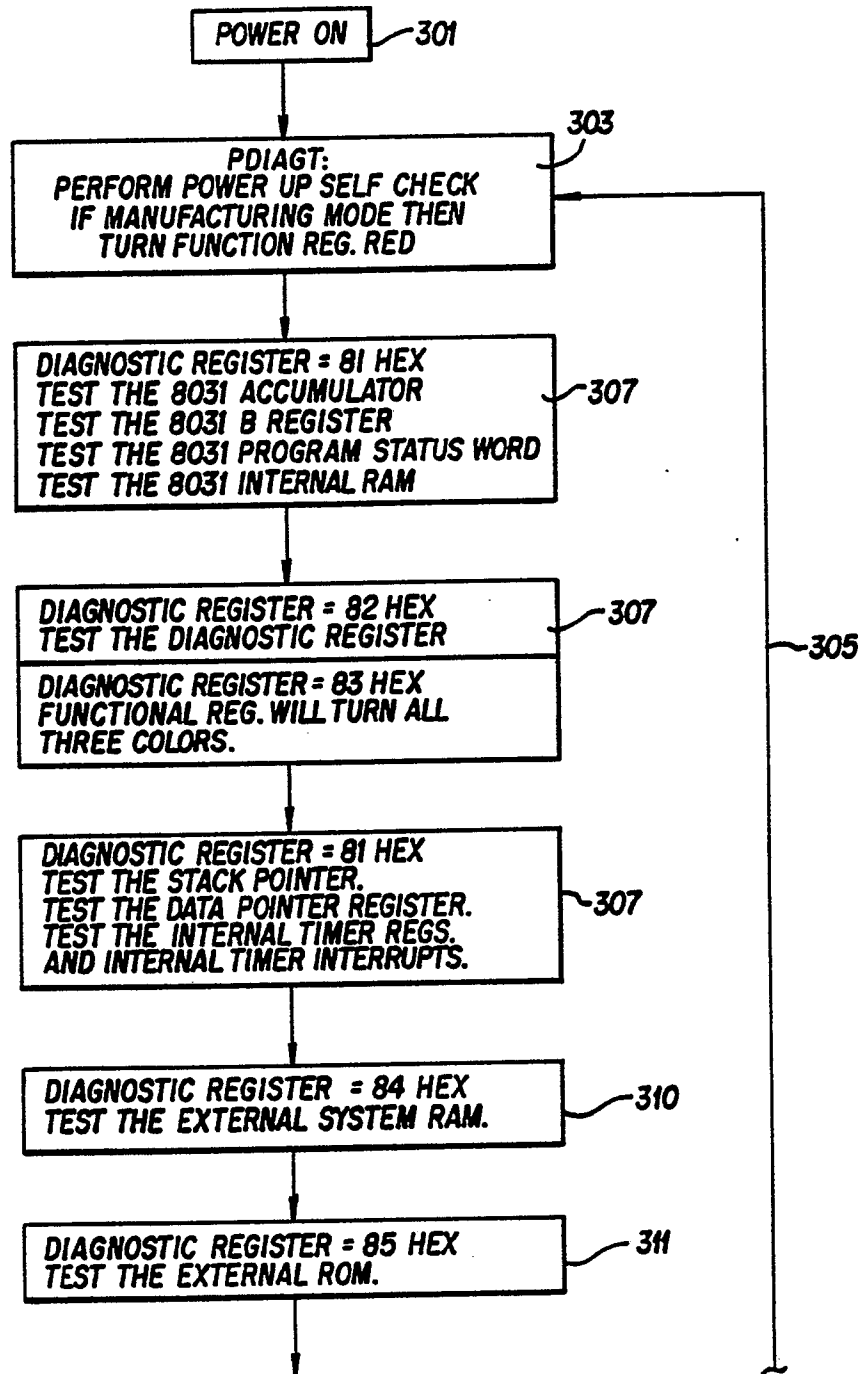 POWER ON
301
303
PDIAGT:
PERFORM POWER UP SELF CHECK
IF MANUFACTURING MODE THEN
TURN FUNCTION REG. RED
DIAGNOSTIC REGISTER = 81 HEX
TEST THE 8031 ACCUMULATOR
TEST THE 8031 B REGISTER
TEST THE 8031 PROGRAM STATUS WORD
TEST THE 8031 INTERNAL RAM
307
DIAGNOSTIC REGISTER = 82 HEX
TEST THE DIAGNOSTIC REGISTER
307
305
DIAGNOSTIC REGISTER = 83 HEX
FUNCTIONAL REG. WILL TURN ALL
THREE COLORS.
DIAGNOSTIC REGISTER = 81 HEX
TEST THE STACK POINTER.
TEST THE DATA POINTER REGISTER.
TEST THE INTERNAL TIMER REGS.
AND INTERNAL TIMER INTERRUPTS.
307
DIAGNOSTIC REGISTER = 84 HEX
TEST THE EXTERNAL SYSTEM RAM.
310
DIAGNOSTIC REGISTER = 85 HEX
TEST THE EXTERNAL ROM.
311